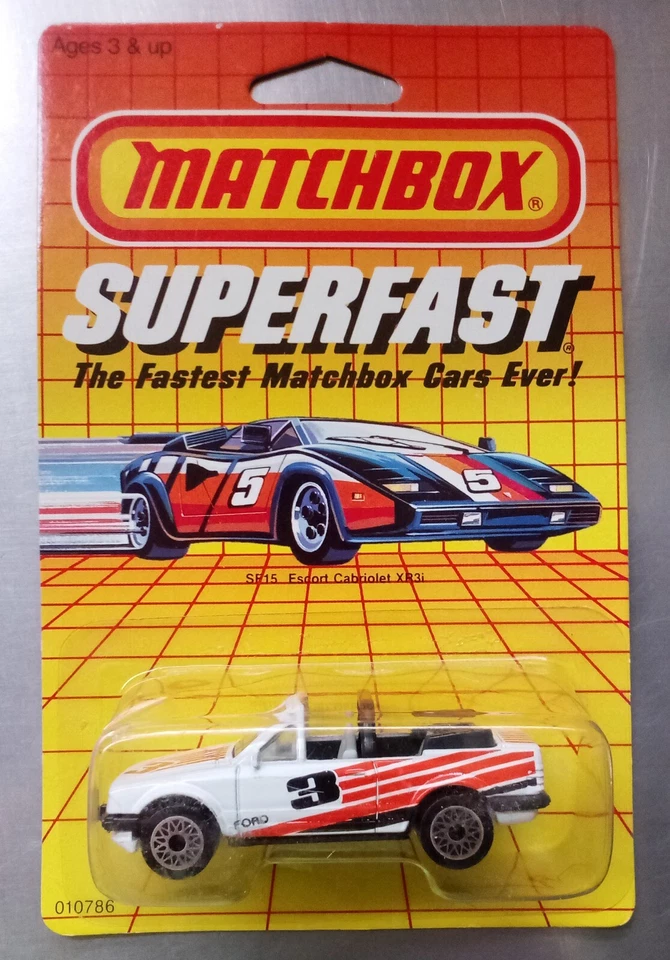 Ages 3 & up
MATCHBOX®
SUPERFAST®
The Fastest Matchbox Cars Ever!
5
5
SF15 Escort Cabriolet XR3i
3
FORD
010786